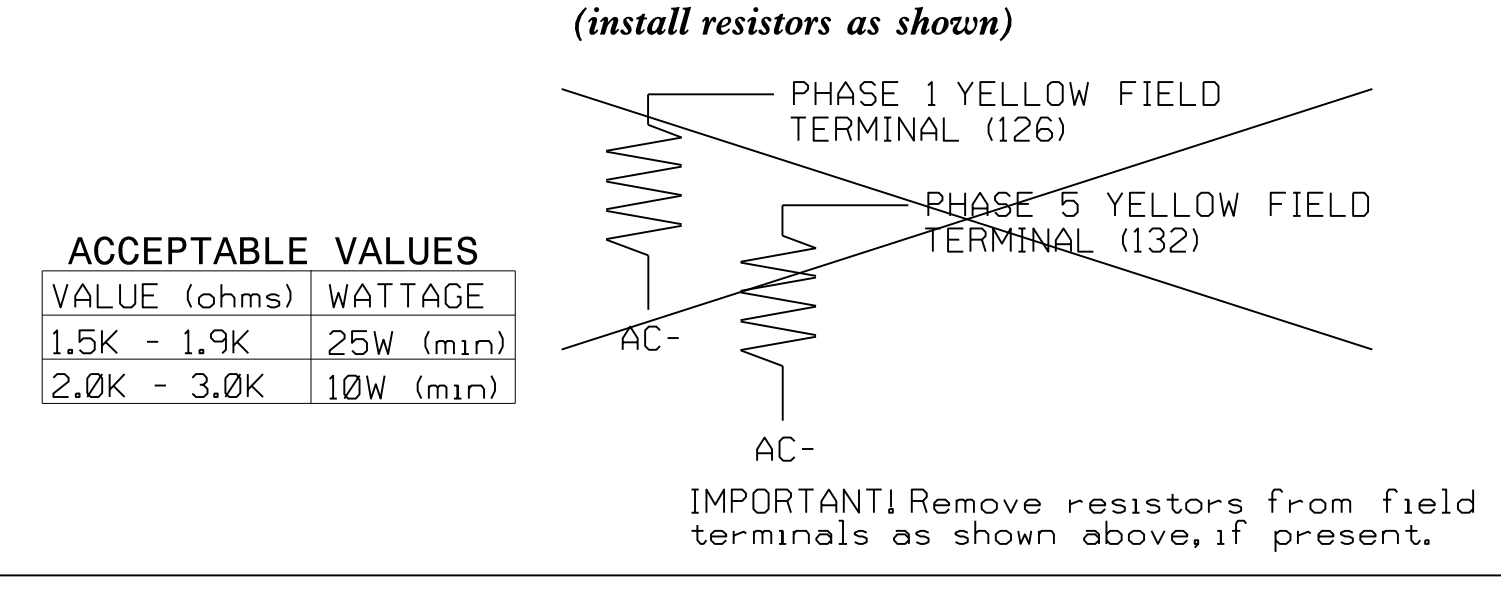 (install resistors as shown)
PHASE 1 YELLOW FIELD
TERMINAL (126)
PHASE 5 YELLOW FIELD
TERMINAL (132)
ACCEPTABLE VALUES
VALUE (ohms) WATTAGE
1.5K - 1.9K 25W (min)
2.0K - 3.0K 10W (min)
AC-
AC-
IMPORTANT! Remove resistors from field
terminals as shown above, if present.